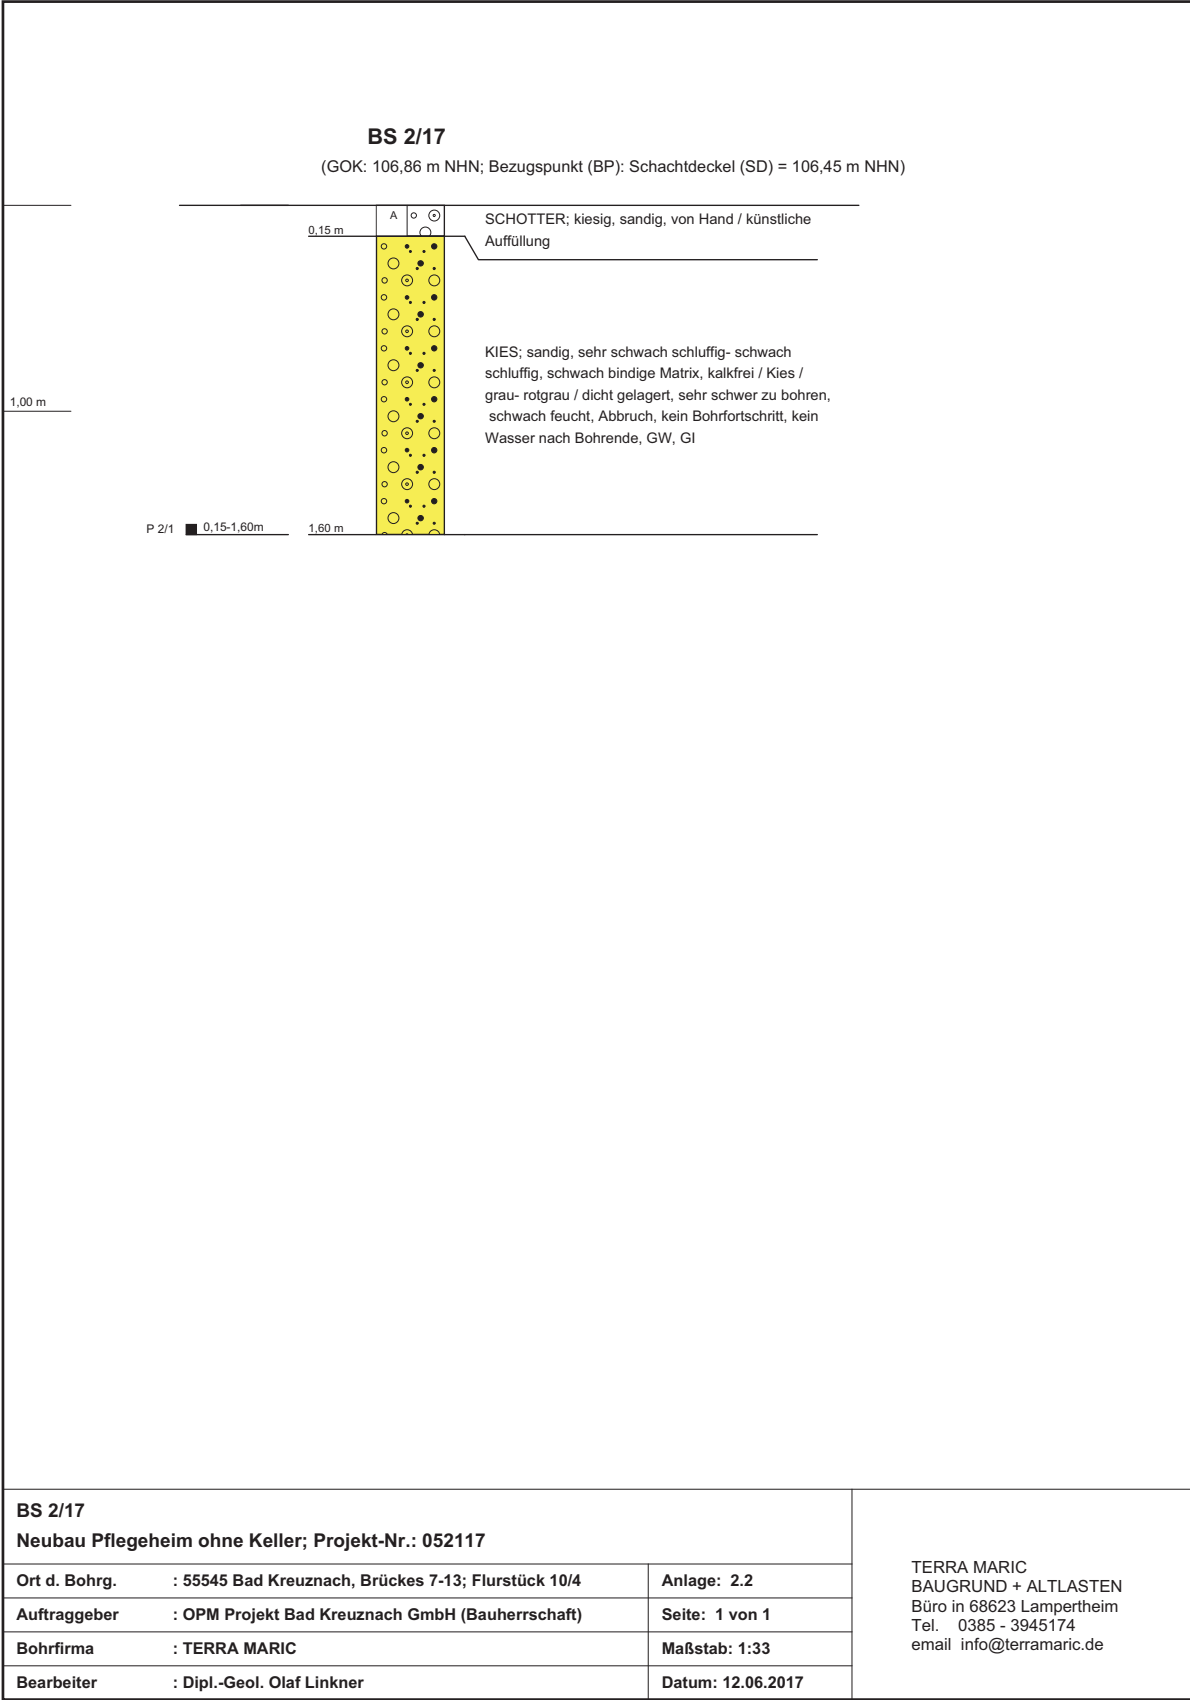 BS 2/17
(GOK: 106,86 m NHN; Bezugspunkt (BP): Schachtdeckel (SD) = 106,45 m NHN)
A
0,15 m
SCHOTTER; kiesig, sandig, von Hand / künstliche
Auffüllung
1,00 m
KIES; sandig, sehr schwach schluffig- schwach
schluffig, schwach bindige Matrix, kalkfrei / Kies /
grau- rotgrau / dicht gelagert, sehr schwer zu bohren,
schwach feucht, Abbruch, kein Bohrfortschritt, kein
Wasser nach Bohrende, GW, GI
P 2/1 0,15-1,60m 1,60 m
BS 2/17
Neubau Pflegeheim ohne Keller; Projekt-Nr.: 052117
Ort d. Bohrg. : 55545 Bad Kreuznach, Brückes 7-13; Flurstück 10/4 Anlage: 2.2
Auftraggeber : OPM Projekt Bad Kreuznach GmbH (Bauherrschaft) Seite: 1 von 1
Bohrfirma : TERRA MARIC Maßstab: 1:33
Bearbeiter : Dipl.-Geol. Olaf Linkner Datum: 12.06.2017
TERRA MARIC
BAUGRUND + ALTLASTEN
Büro in 68623 Lampertheim
Tel. 0385 - 3945174
email info@terramaric.de